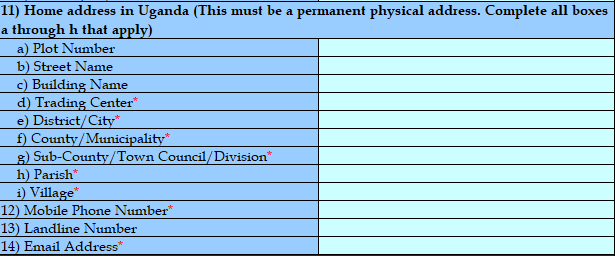 11) Home address in Uganda (This must be a permanent physical address. Complete all boxes
a through h that apply)
a) Plot Number
b) Street Name
c) Building Name
d) Trading Center*
e) District/City*
f) County/Municipality*
g) Sub-County/Town Council/Division*
h) Parish*
i) Village*
12) Mobile Phone Number*
13) Landline Number
14) Email Address*